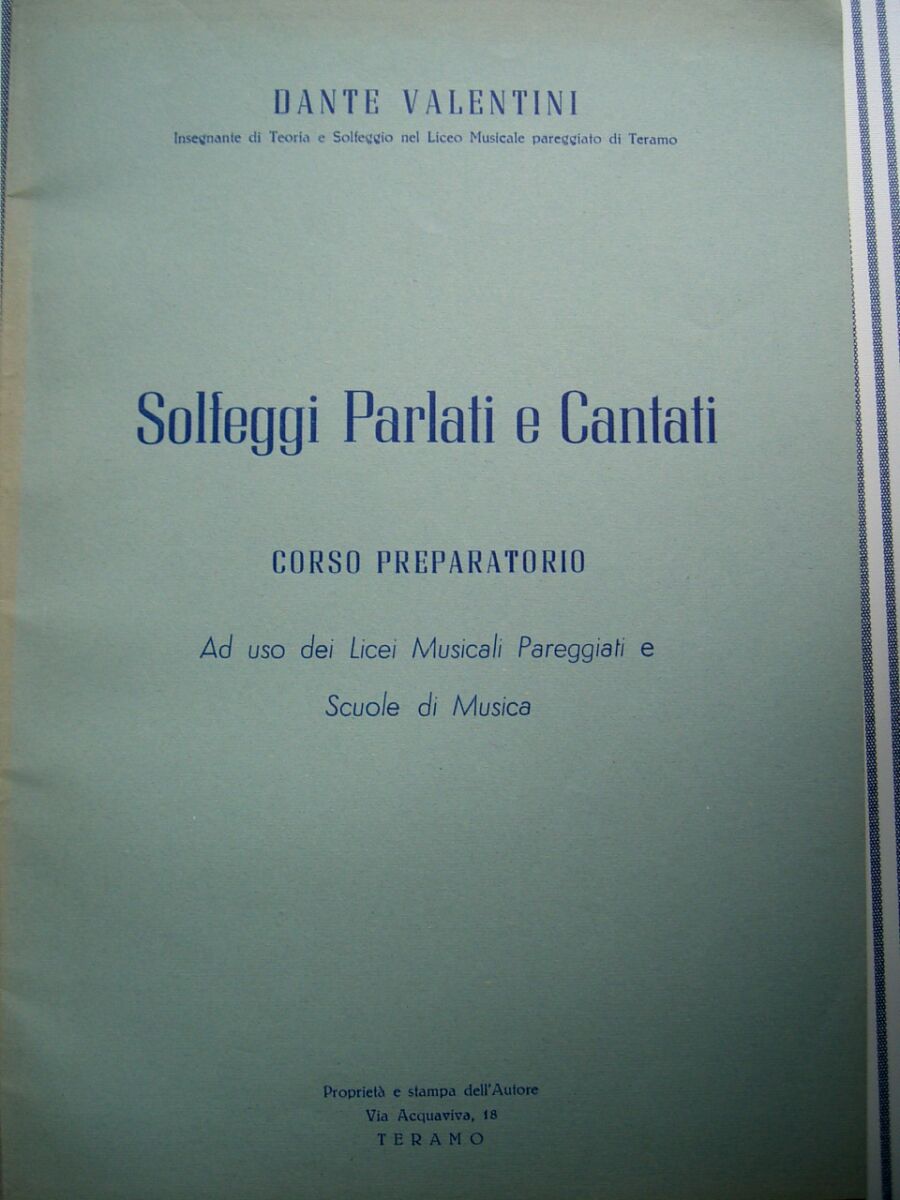 DANTE VALENTINI
Insegnante di Teoria e Solfeggio nel Liceo Musicale pareggiato di Teramo
Solfeggi Parlati e Cantati
CORSO PREPARATORIO
Ad uso dei Licei Musicali Pareggiati e
Scuole di Musica
Proprietà e stampa dell'Autore
Via Acquaviva, 18
TERAMO